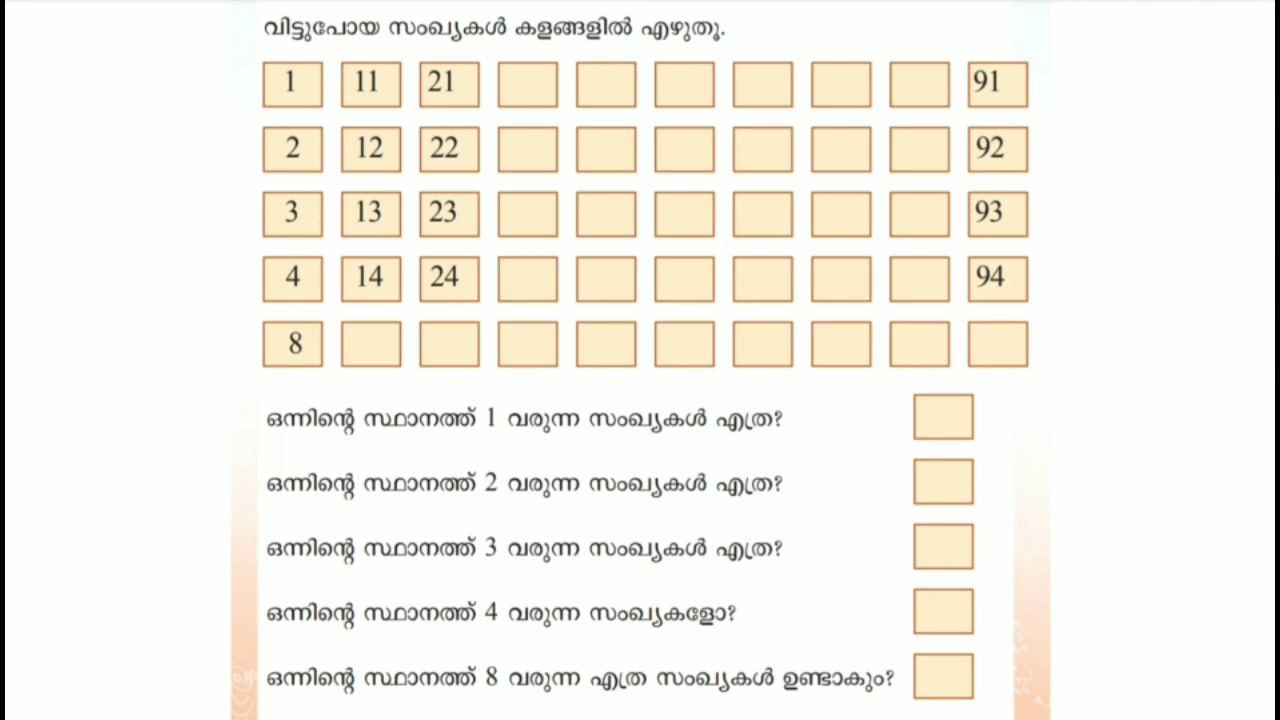 വിട്ടുപോയ സംഖ്യകൾ കളങ്ങളിൽ എഴുതൂ.
1 11 21 91
2 12 22 92
3 13 23 93
4 14 24 94
8
ഒന്നിന്റെ സ്ഥാനത്ത് 1 വരുന്ന സംഖ്യകൾ എത്ര?
ഒന്നിന്റെ സ്ഥാനത്ത് 2 വരുന്ന സംഖ്യകൾ എത്ര?
ഒന്നിന്റെ സ്ഥാനത്ത് 3 വരുന്ന സംഖ്യകൾ എത്ര?
ഒന്നിന്റെ സ്ഥാനത്ത് 4 വരുന്ന സംഖ്യകളോ?
ഒന്നിന്റെ സ്ഥാനത്ത് 8 വരുന്ന എത്ര സംഖ്യകൾ ഉണ്ടാകും?